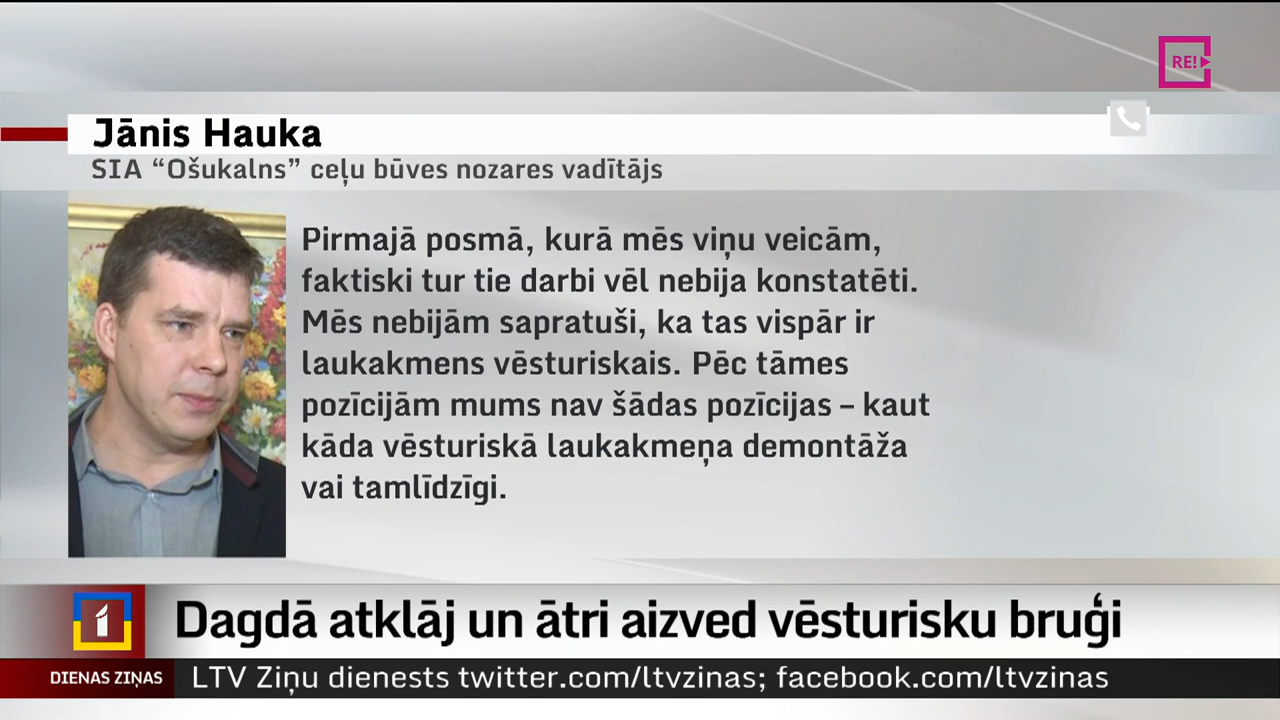 RE!
Jānis Hauka
SIA “Ošukalns” ceļu būves nozares vadītājs
Pirmajā posmā, kurā mēs viņu veicām,
faktiski tur tie darbi vēl nebija konstatēti.
Mēs nebijām sapratuši, ka tas vispār ir
laukakmens vēsturiskais. Pēc tāmes
pozīcijām mums nav šādas pozīcijas – kaut
kāda vēsturiskā laukakmeņa demontāža
vai tamlīdzīgi.
1
Dagdā atklāj un ātri aizved vēsturisku bruģi
DIENAS ZIŅAS
LTV Ziņu dienests twitter.com/ltvzinas; facebook.com/ltvzinas